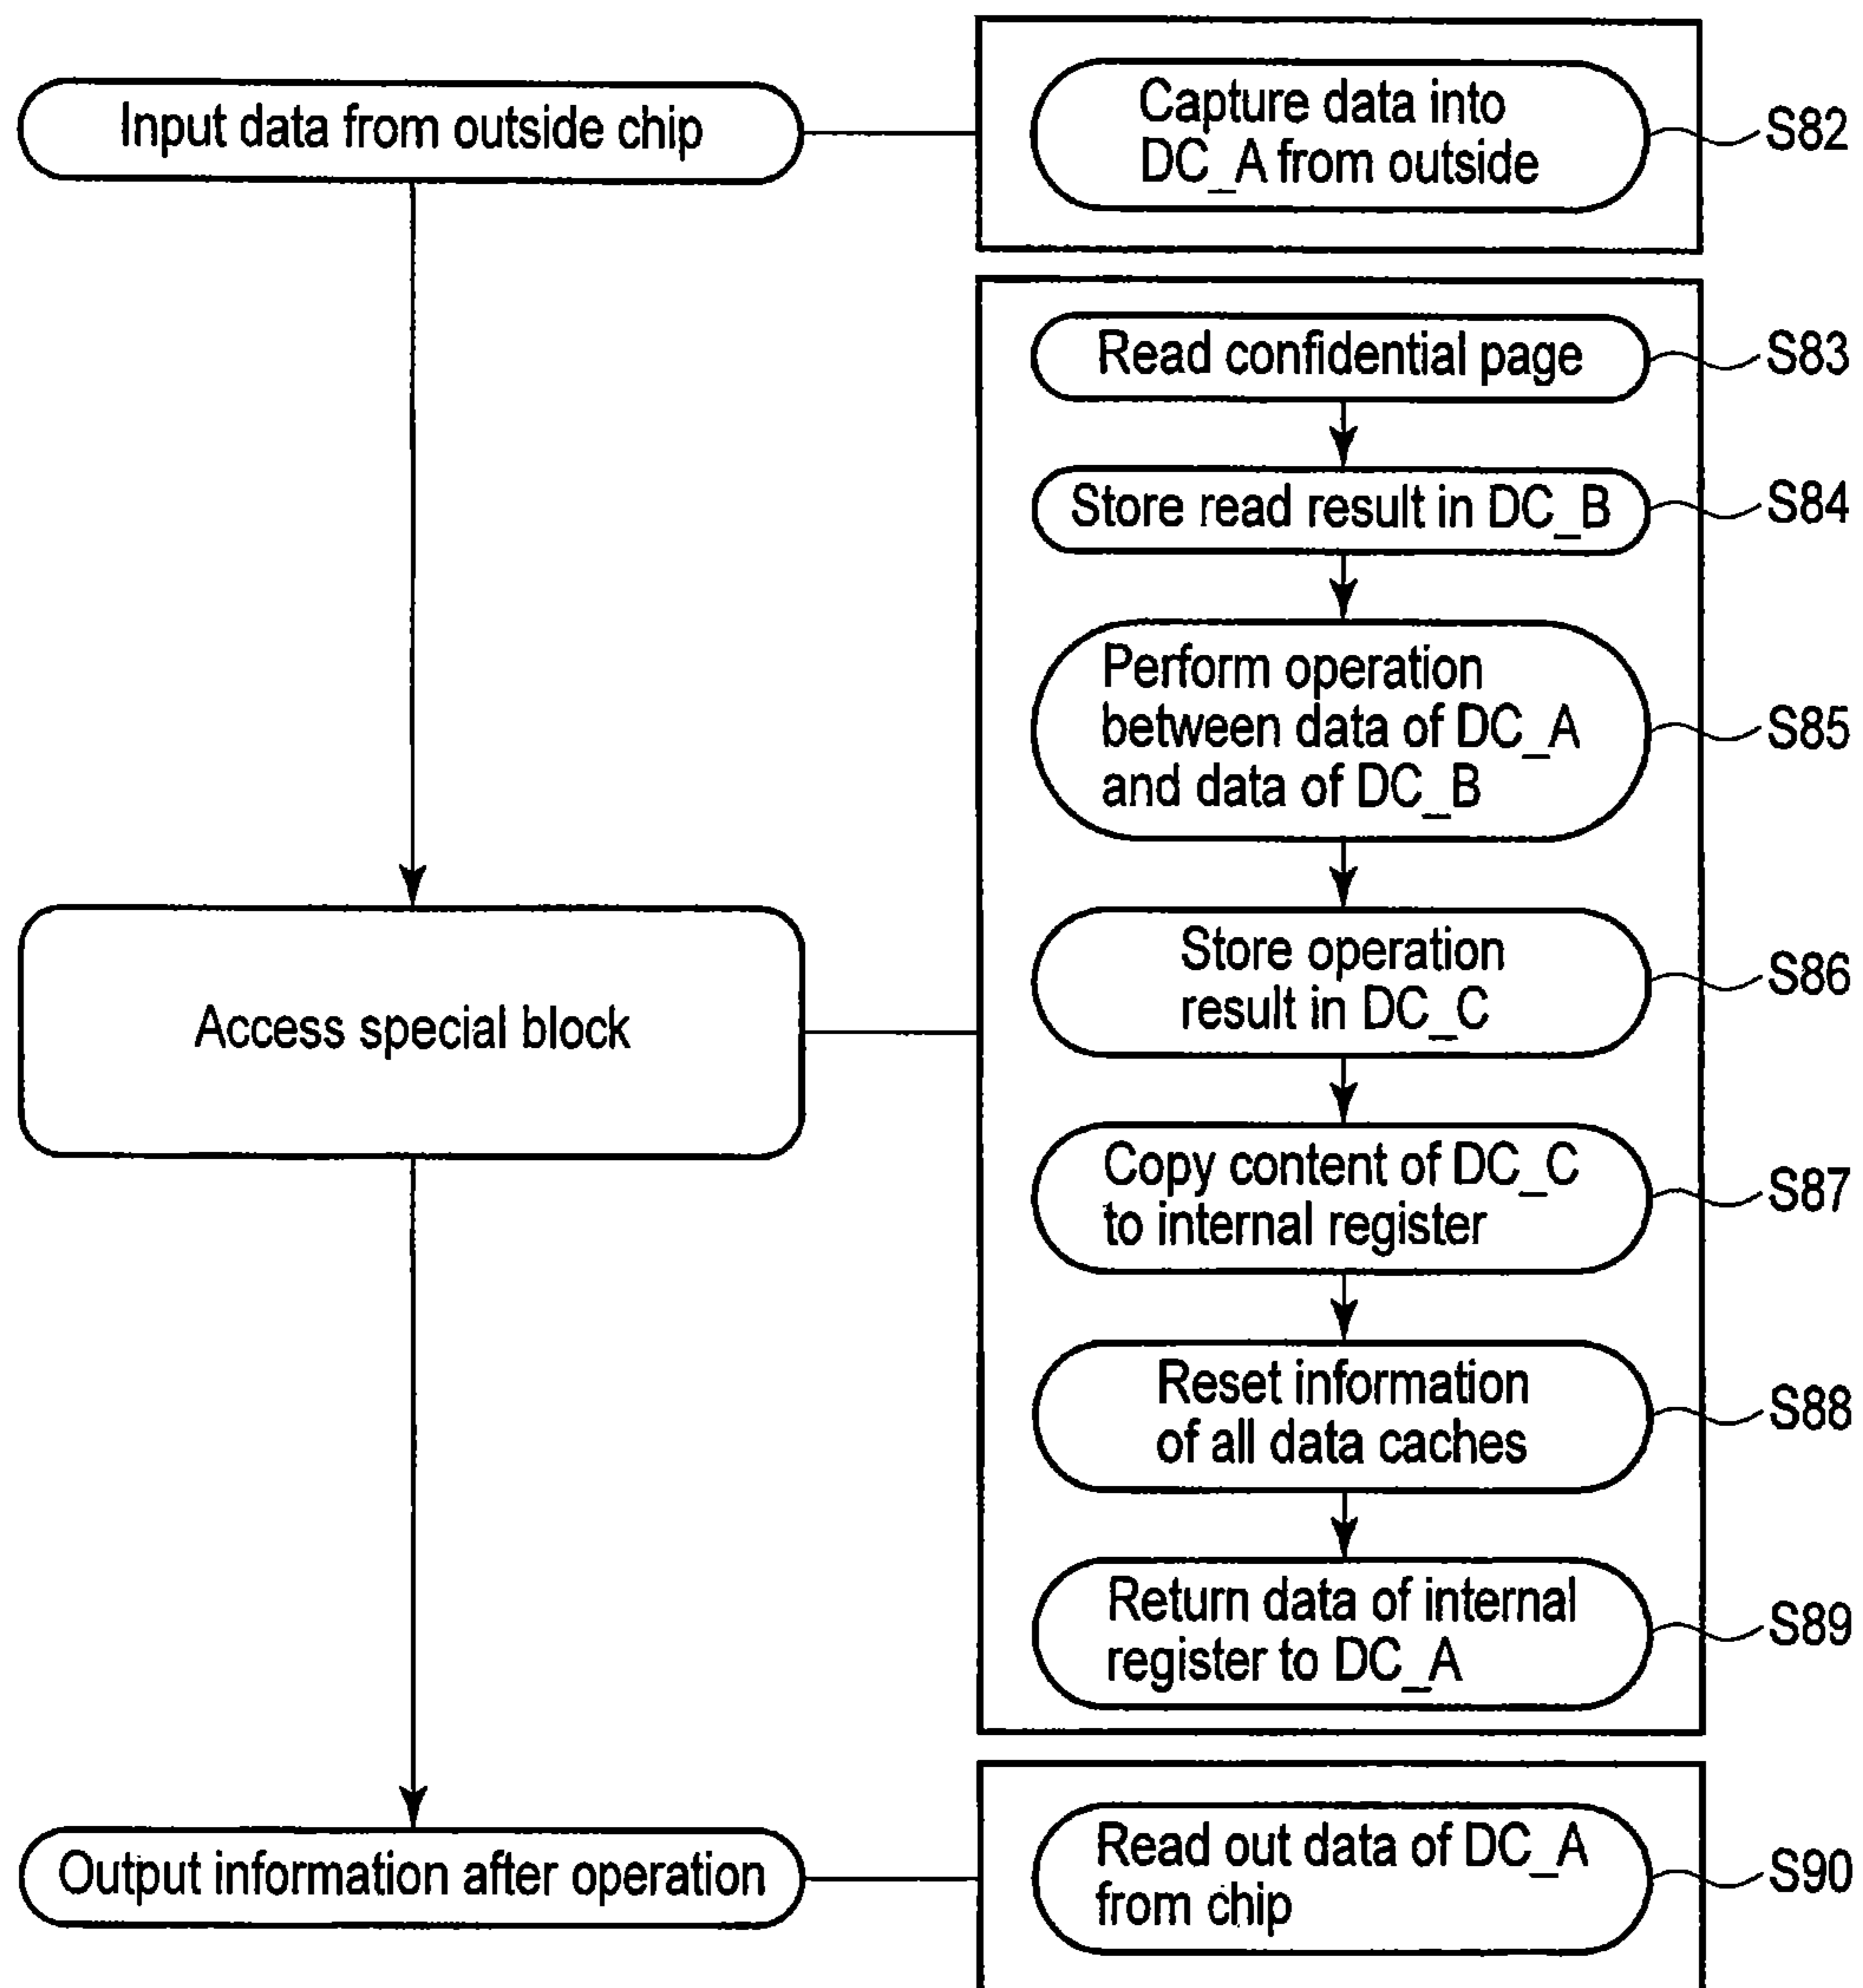 Input data from outside chip
Capture data into
DC_A from outside
S82
Read confidential page
S83
Store read result in DC_B
S84
Perform operation
between data of DC_A
and data of DC_B
S85
Access special block
Store operation
result in DC_C
S86
Copy content of DC_C
to internal register
S87
Reset information
of all data caches
S88
Return data of internal
register to DC_A
S89
Output information after operation
Read out data of DC_A
from chip
S90